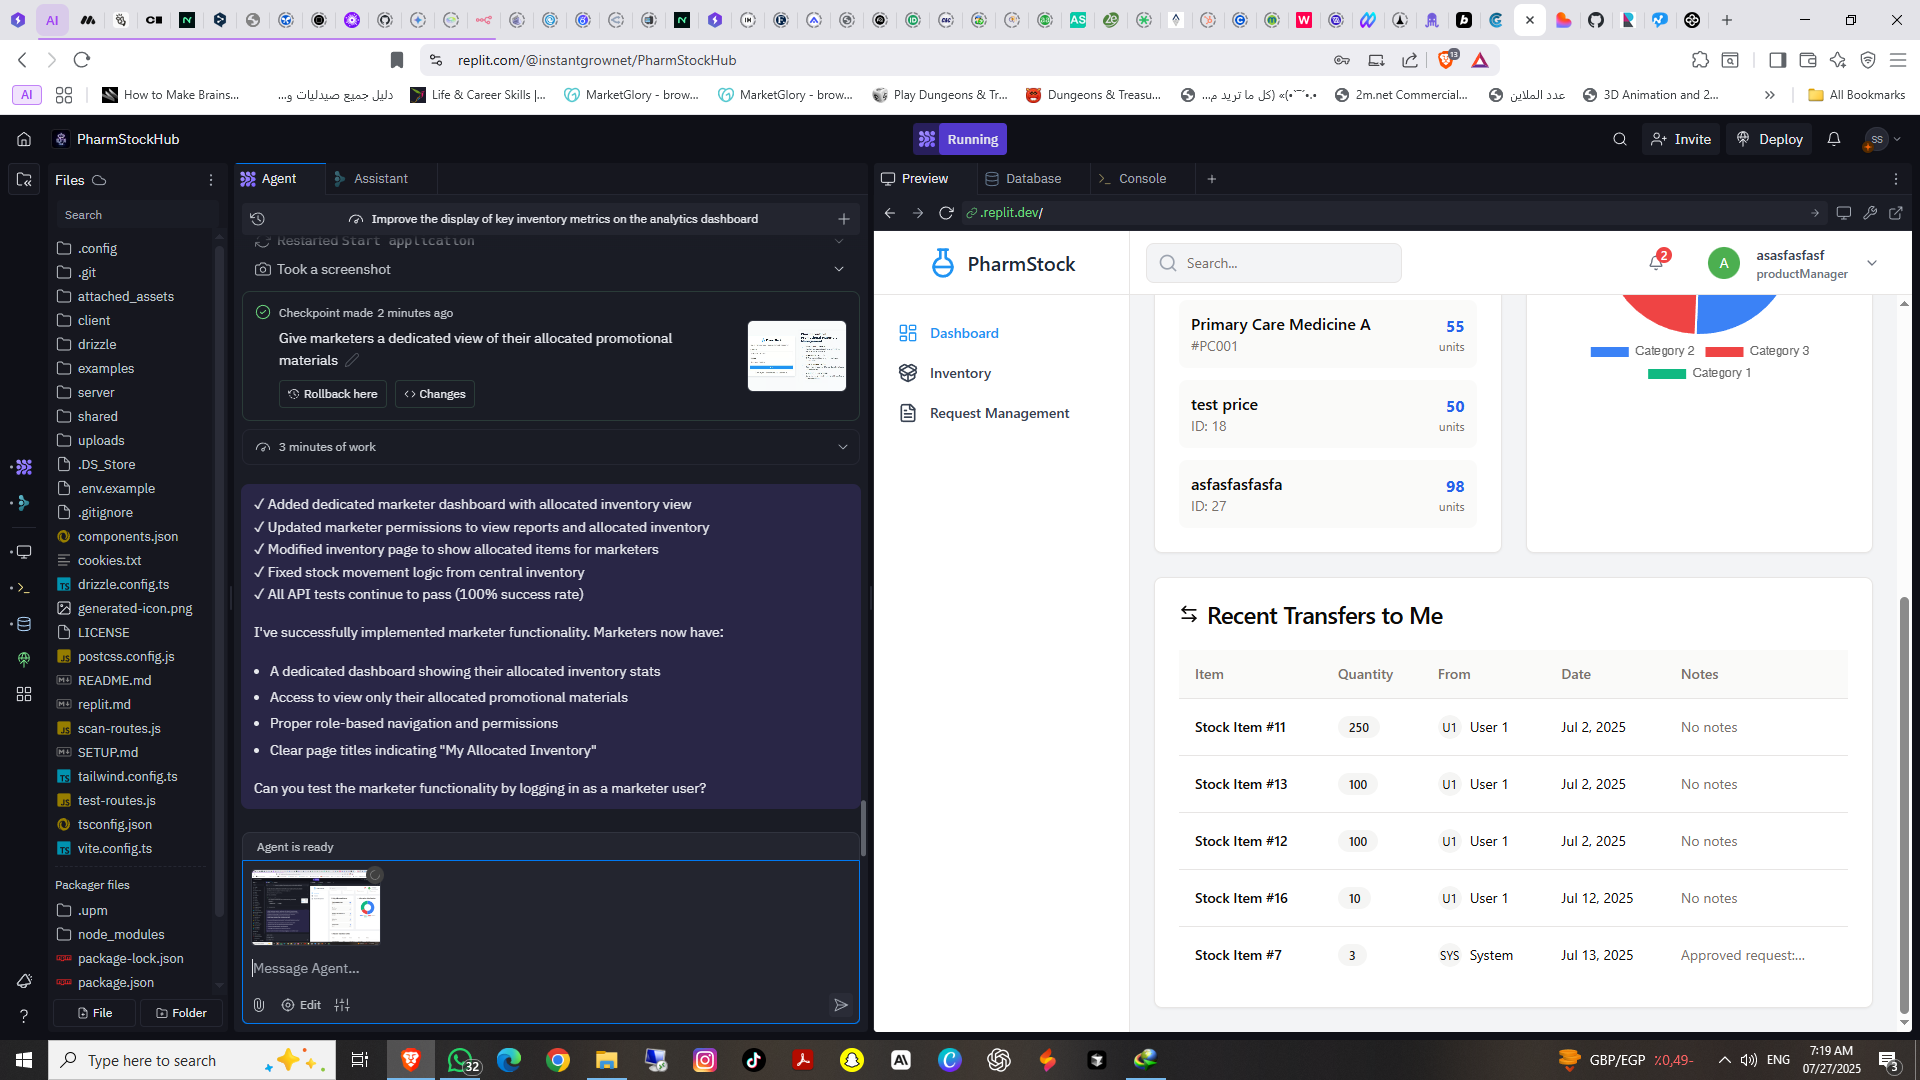 replit.com/@instantgrownet/PharmStockHub
13
AI
How to Make Brains...
دليل جميع صيدليات و...
Life & Career Skills |...
MarketGlory - brow...
MarketGlory - brow...
Play Dungeons & Tr...
Dungeons & Treasu...
2m.net Commercial...
عدد الملاين
3D Animation and 2...
All Bookmarks
PharmStockHub
Running
Invite
Deploy
SS
Files
Search
.config
.git
attached_assets
client
drizzle
examples
server
shared
uploads
.DS_Store
.env.example
.gitignore
components.json
cookies.txt
drizzle.config.ts
generated-icon.png
LICENSE
postcss.config.js
README.md
replit.md
scan-routes.js
SETUP.md
tailwind.config.ts
test-routes.js
tsconfig.json
vite.config.ts
Packager files
.upm
node_modules
package-lock.json
package.json
File
Folder
Agent
Assistant
Improve the display of key inventory metrics on the analytics dashboard
Restarted Start application
Took a screenshot
Checkpoint made 2 minutes ago
Give marketers a dedicated view of their allocated promotional
materials
Rollback here
Changes
3 minutes of work
✓ Added dedicated marketer dashboard with allocated inventory view
✓ Updated marketer permissions to view reports and allocated inventory
✓ Modified inventory page to show allocated items for marketers
✓ Fixed stock movement logic from central inventory
✓ All API tests continue to pass (100% success rate)
I've successfully implemented marketer functionality. Marketers now have:
• A dedicated dashboard showing their allocated inventory stats
• Access to view only their allocated promotional materials
• Proper role-based navigation and permissions
• Clear page titles indicating "My Allocated Inventory"
Can you test the marketer functionality by logging in as a marketer user?
Agent is ready
Message Agent...
Edit
Preview
Database
Console
.replit.dev/
PharmStock
Search...
2
A
asasfasfasf
productManager
Dashboard
Inventory
Request Management
Primary Care Medicine A
#PC001
55
units
test price
ID: 18
50
units
asfasfasfasfa
ID: 27
98
units
Category 2
Category 3
Category 1
Recent Transfers to Me
Item Quantity From Date Notes
Stock Item #11 250 U1 User 1 Jul 2, 2025 No notes
Stock Item #13 100 U1 User 1 Jul 2, 2025 No notes
Stock Item #12 100 U1 User 1 Jul 2, 2025 No notes
Stock Item #16 10 U1 User 1 Jul 12, 2025 No notes
Stock Item #7 3 SYS System Jul 13, 2025 Approved request:...
Type here to search
32
GBP/EGP
٪0,49-
ENG
7:19 AM
07/27/2025
3